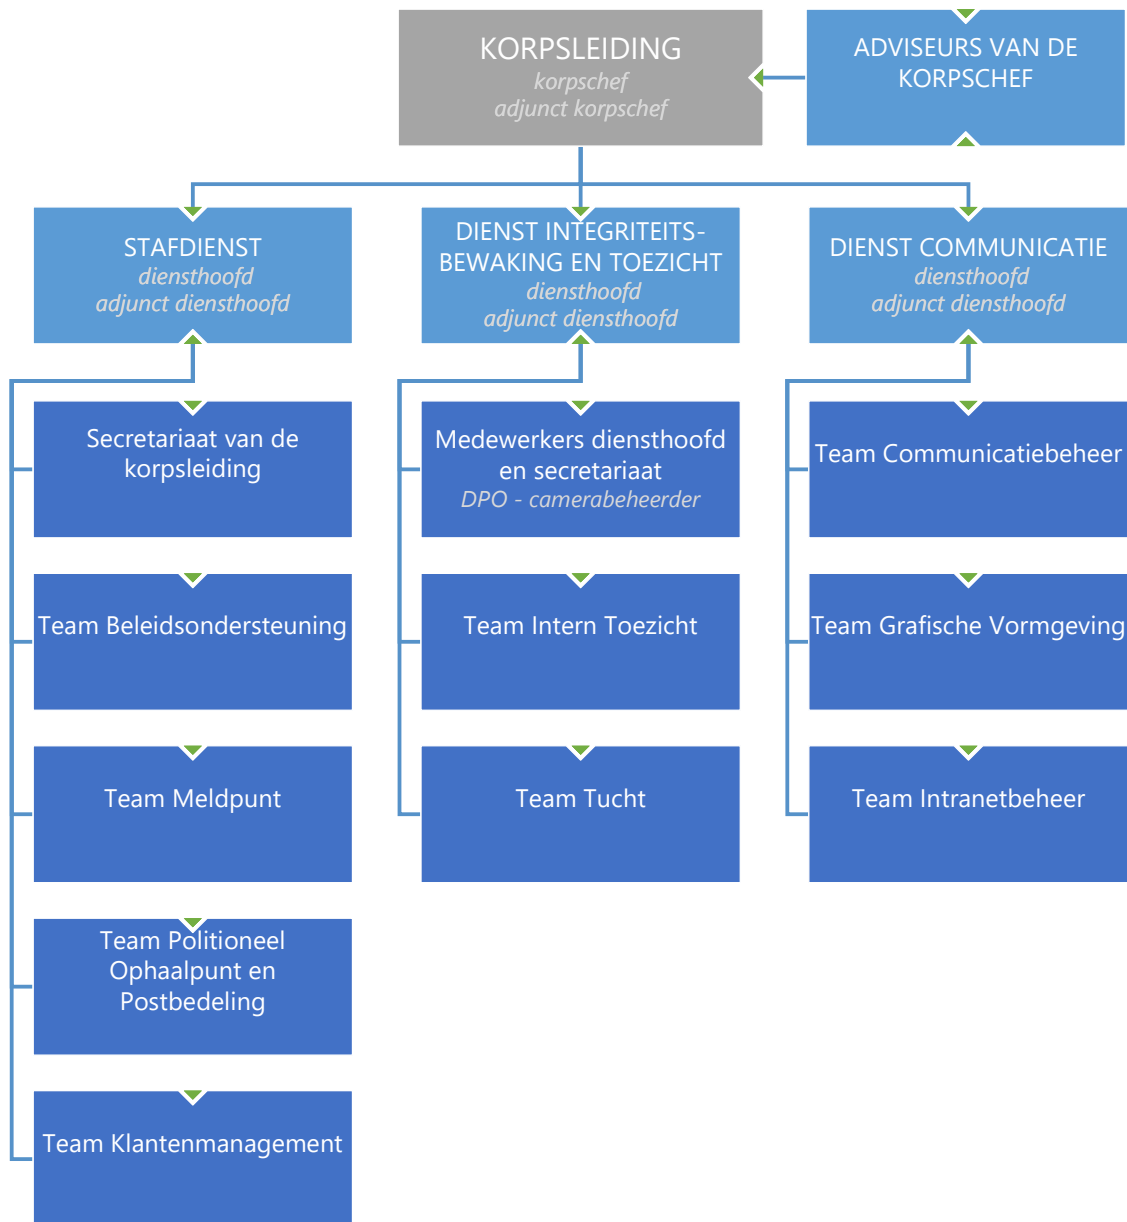 KORPSLEIDING
korpschef
adjunct korpschef
ADVISEURS VAN DE
KORPSCHEF
STAFDIENST
diensthoofd
adjunct diensthoofd
DIENST INTEGRITEITS-
BEWAKING EN TOEZICHT
diensthoofd
adjunct diensthoofd
DIENST COMMUNICATIE
diensthoofd
adjunct diensthoofd
Secretariaat van de
korpsleiding
Medewerkers diensthoofd
en secretariaat
DPO - camerabeheerder
Team Communicatiebeheer
Team Beleidsondersteuning
Team Intern Toezicht
Team Grafische Vormgeving
Team Meldpunt
Team Tucht
Team Intranetbeheer
Team Politioneel
Ophaalpunt en
Postbedeling
Team Klantenmanagement